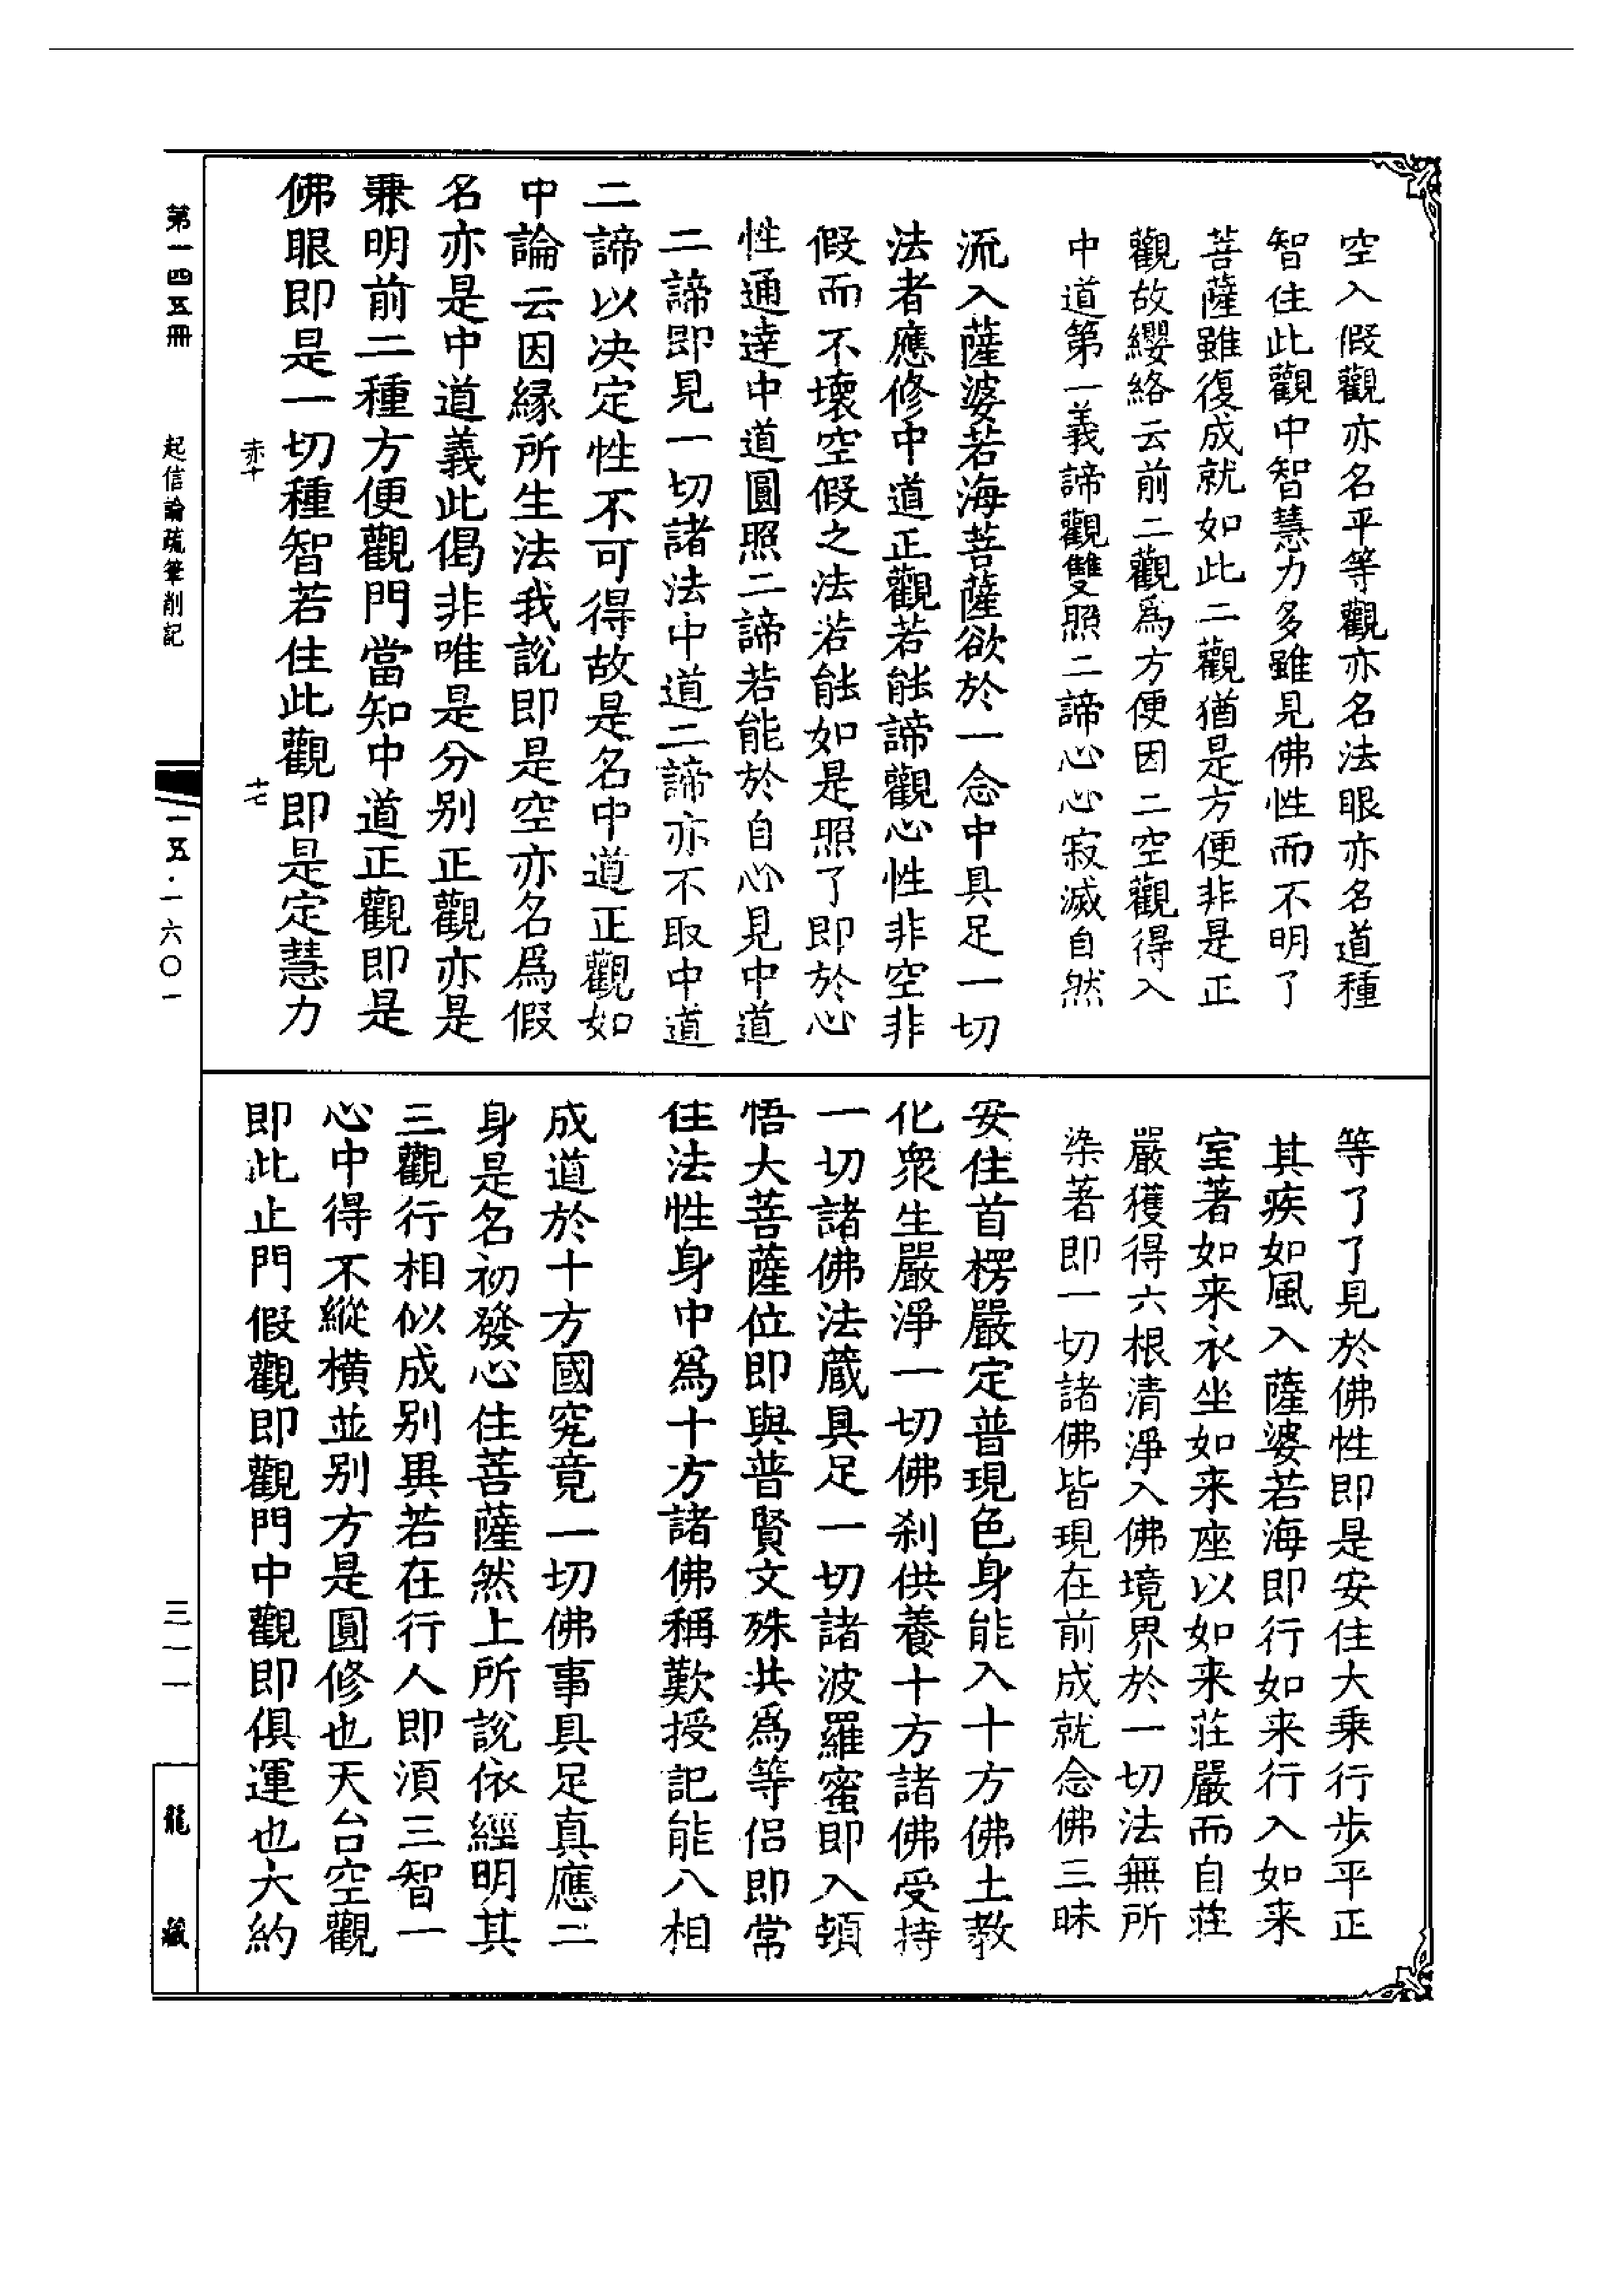 空入假觀亦名平等觀亦名法眼亦名道種
智住此觀中智慧力多雖見佛性而不明了
菩薩雖復成就如此二觀猶是方便非是正
觀故纓絡云前二觀爲方便因二空觀得入
中道第一義諦觀雙照二諦心心寂滅自然
流入薩婆若海菩薩欲於一念中具足一切
法者應修中道正觀若能諦觀心性非空非
假而不壞空假之法若能如是照了即於心
性通達中道圓照二諦若能於自心見中道
二諦即見一切諸法中道二諦亦不取中道
二諦以决定性不可得故是名中道正觀如
中論云因緣所生法我說即是空亦名爲假
名亦是中道義此偈非唯是分别正觀亦是
兼明前二種方便觀門當知中道正觀即是
佛眼即是一切種智若住此觀即是定慧力
赤十
十七
等了了見於佛性即是安住大乘行步平正
其疾如風入薩婆若海即行如来行入如来
室著如来衣坐如来座以如来莊嚴而自莊
嚴獲得六根清淨入佛境界於一切法無所
染著即一切諸佛皆現在前成就念佛三昧
安住首楞嚴定普現色身能入十方佛土教
化衆生嚴淨一切佛刹供養十方諸佛受持
一切諸佛法藏具足一切諸波羅蜜即入頓
悟大菩薩位即與普賢文殊共爲等侣即常
住法性身中爲十方諸佛稱歎授記能八相
成道於十方國究竟一切佛事具足真應二
身是名初發心住菩薩然上所說依經明其
三觀行相似成别異若在行人即須三智一
心中得不縱横並别方是圓修也天台空觀
即此止門假觀即觀門中觀即俱運也大約
第一四五冊
起信論疏筆削記
一五·一六〇一
三一一
龍藏